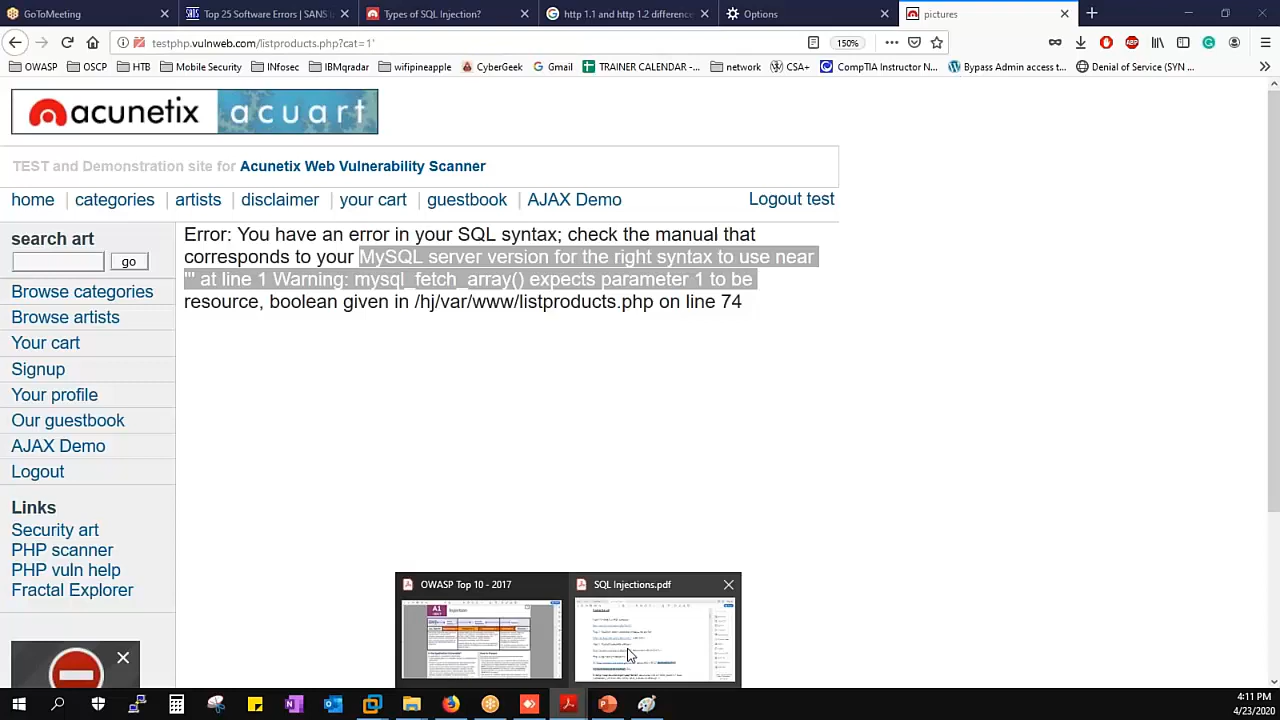 GoToMeeting
Top 25 Software Errors | SANS I
Types of SQL Injection?
http 1.1 and http 1.2 difference
Options
pictures
testphp.vulnweb.com/listproducts.php?cat=1'
150%
OWASP
OSCP
HTB
Mobile Security
INfosec
IBMqradar
wifipineapple
CyberGeek
Gmail
TRAINER CALENDAR -...
network
CSA+
CompTIA Instructor N...
Bypass Admin access t...
Denial of Service (SYN ...
acunetix acuart
TEST and Demonstration site for Acunetix Web Vulnerability Scanner
home | categories | artists | disclaimer | your cart | guestbook | AJAX Demo
Logout test
search art
go
Browse categories
Browse artists
Your cart
Signup
Your profile
Our guestbook
AJAX Demo
Logout
Links
Security art
PHP scanner
PHP vuln help
Fractal Explorer
Error: You have an error in your SQL syntax; check the manual that
corresponds to your MySQL server version for the right syntax to use near
''' at line 1 Warning: mysql_fetch_array() expects parameter 1 to be
resource, boolean given in /hj/var/www/listproducts.php on line 74
OWASP Top 10 - 2017
SQL Injections.pdf
A1
Injection
4:11 PM
4/23/2020